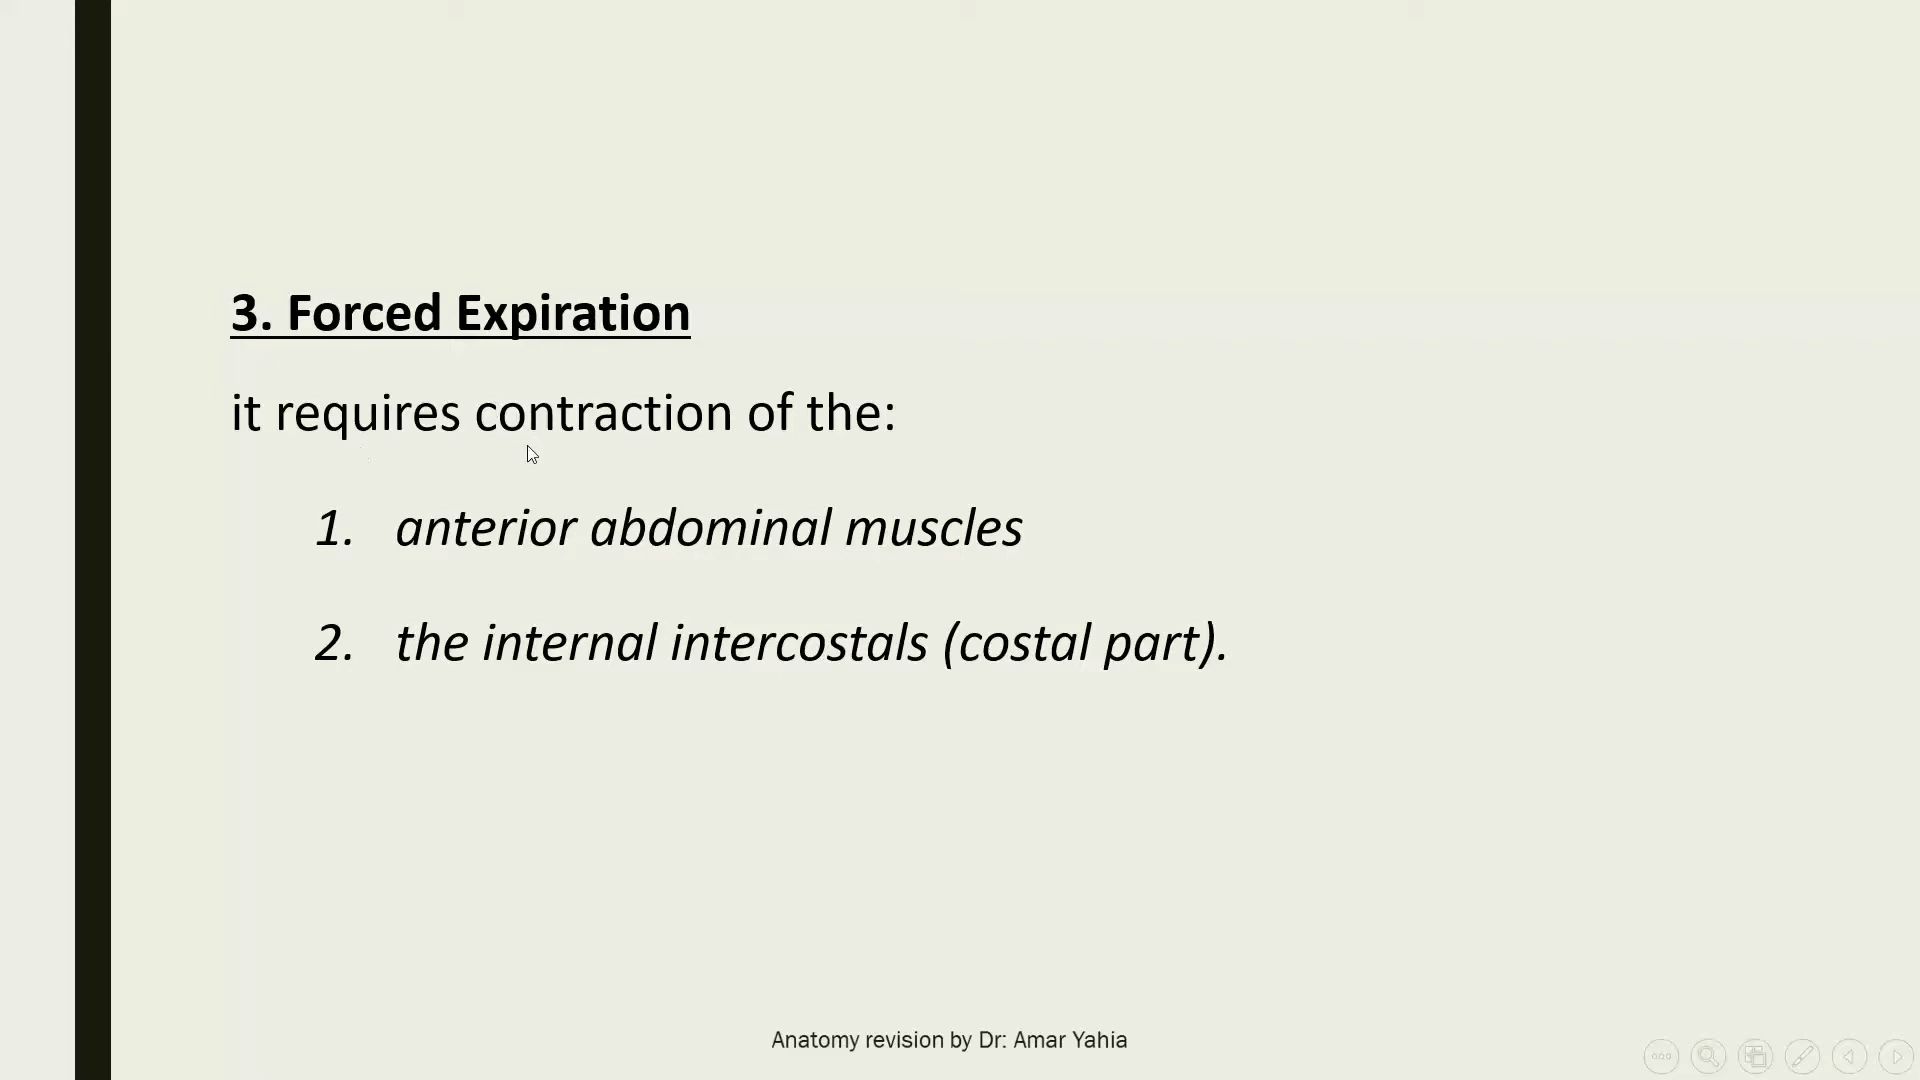 3. Forced Expiration
it requires contraction of the:
1. anterior abdominal muscles
2. the internal intercostals (costal part).
Anatomy revision by Dr: Amar Yahia